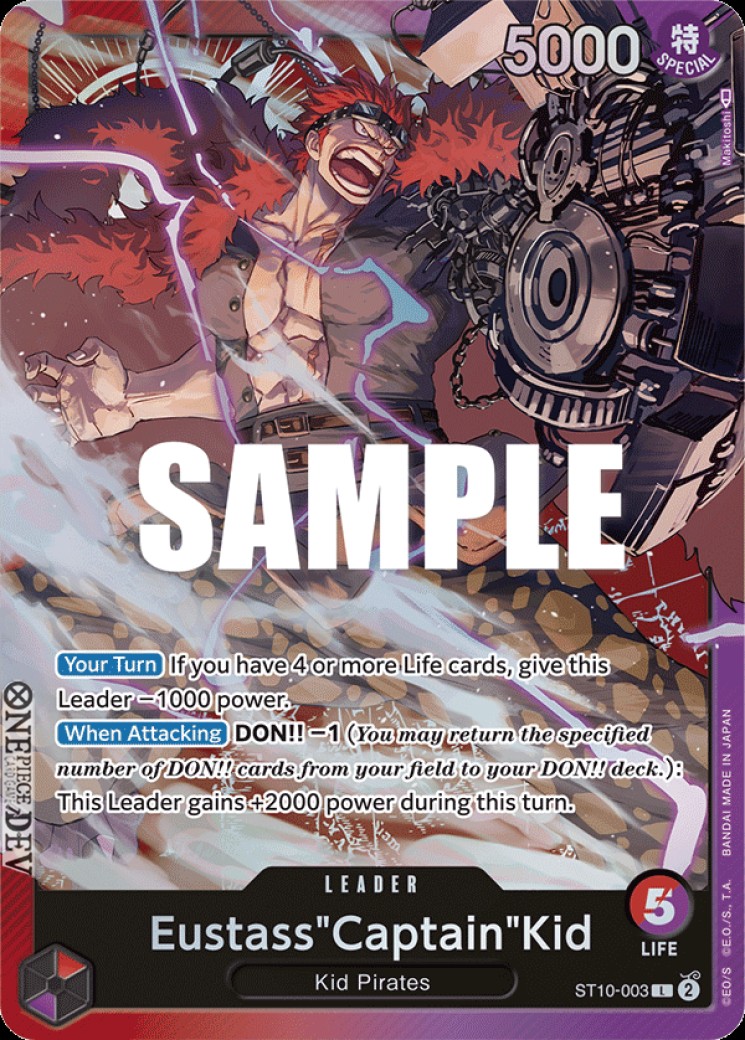 5000
特
SPECIAL
Makitoshi
SAMPLE
Your Turn If you have 4 or more Life cards, give this
Leader −1000 power.
When Attacking DON!! −1 (You may return the specified
number of DON!! cards from your field to your DON!! deck.):
This Leader gains +2000 power during this turn.
ONE PIECE
DEV
BANDAI MADE IN JAPAN
©E.O./S., T.A.
©EO/S
LEADER
Eustass"Captain"Kid
5
LIFE
Kid Pirates
ST10-003 L 2